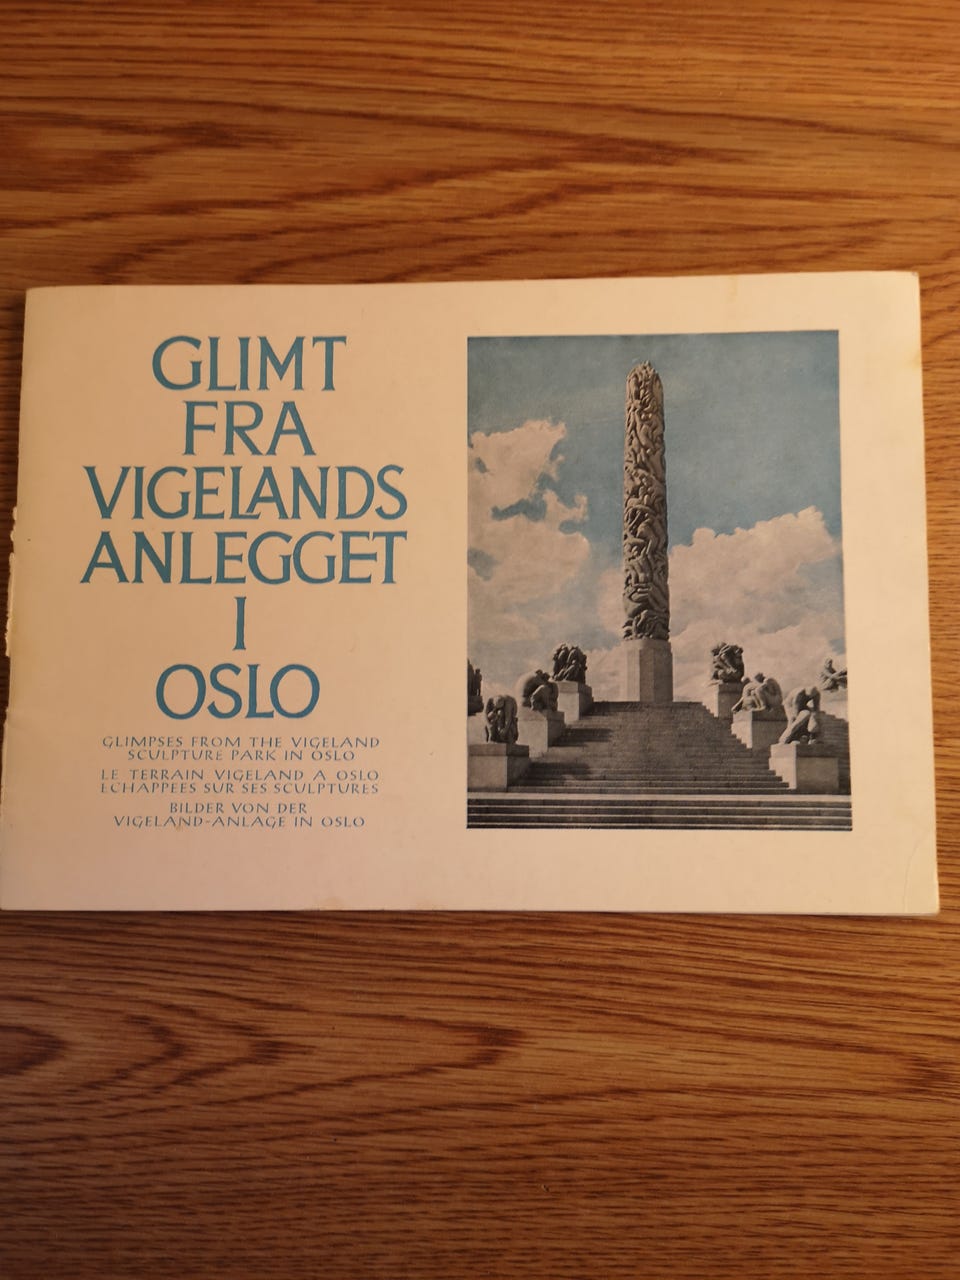 GLIMT
FRA
VIGELANDS
ANLEGGET
I
OSLO
GLIMPSES FROM THE VIGELAND
SCULPTURE PARK IN OSLO
LE TERRAIN VIGELAND A OSLO
ECHAPPEES SUR SES SCULPTURES
BILDER VON DER
VIGELAND-ANLAGE IN OSLO